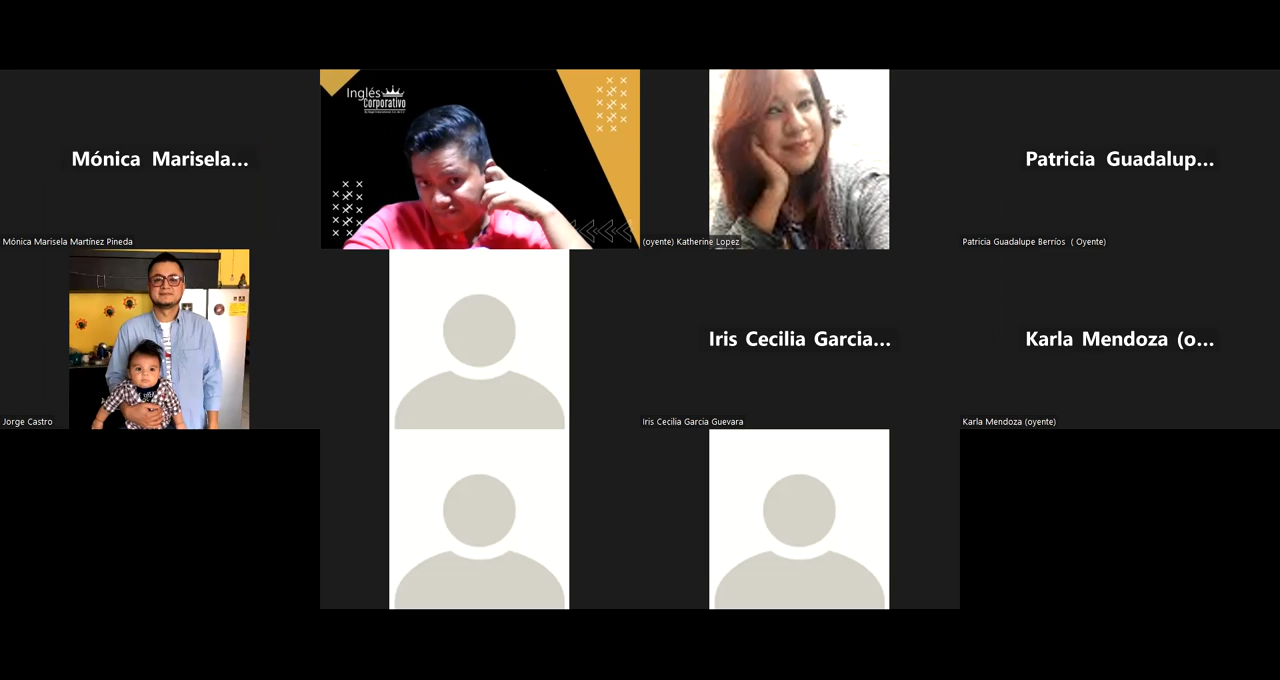 Mónica Marisela...
Mónica Marisela Martínez Pineda
Inglés
Corporativo
(oyente) Katherine Lopez
Patricia Guadalup...
Patricia Guadalupe Berríos ( Oyente)
Jorge Castro
Iris Cecilia Garcia...
Iris Cecilia Garcia Guevara
Karla Mendoza (o...
Karla Mendoza (oyente)